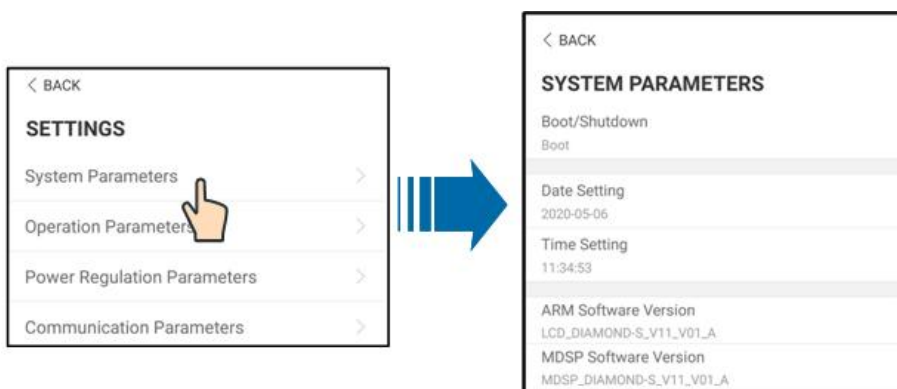 < BACK
SETTINGS
System Parameters
Operation Parameters
Power Regulation Parameters
Communication Parameters
< BACK
SYSTEM PARAMETERS
Boot/Shutdown
Boot
Date Setting
2020-05-06
Time Setting
11:34:53
ARM Software Version
LCD_DIAMOND-S_V11_V01_A
MDSP Software Version
MDSP_DIAMOND-S_V11_V01_A